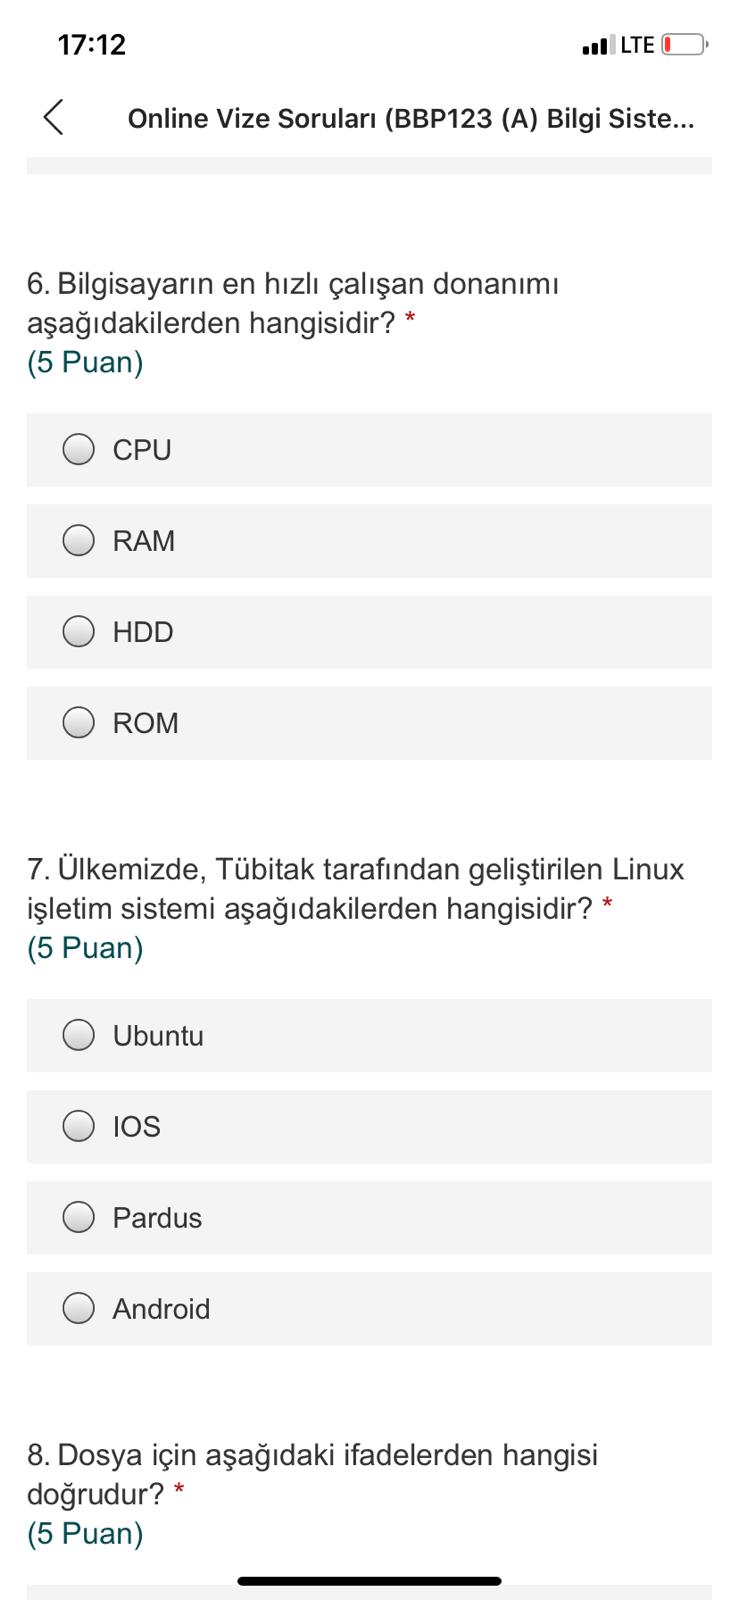 17:12
LTE
Online Vize Soruları (BBP123 (A) Bilgi Siste...
6. Bilgisayarın en hızlı çalışan donanımı
aşağıdakilerden hangisidir? *
(5 Puan)
CPU
RAM
HDD
ROM
7. Ülkemizde, Tübitak tarafından geliştirilen Linux
işletim sistemi aşağıdakilerden hangisidir? *
(5 Puan)
Ubuntu
IOS
Pardus
Android
8. Dosya için aşağıdaki ifadelerden hangisi
doğrudur? *
(5 Puan)